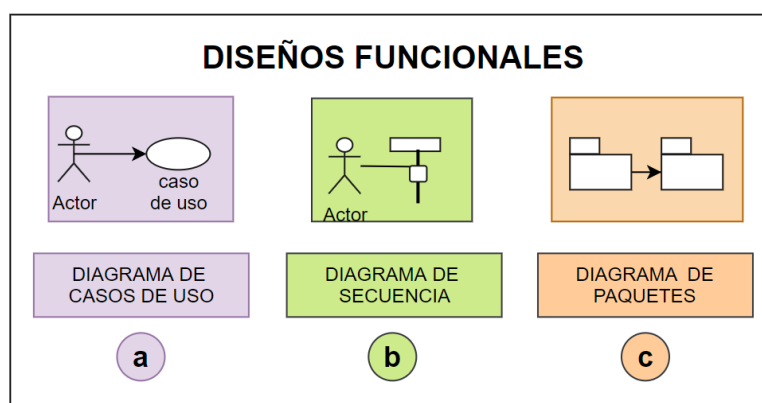 DISEÑOS FUNCIONALES
Actor
caso
de uso
Actor
DIAGRAMA DE
CASOS DE USO
DIAGRAMA DE
SECUENCIA
DIAGRAMA DE
PAQUETES
a
b
c